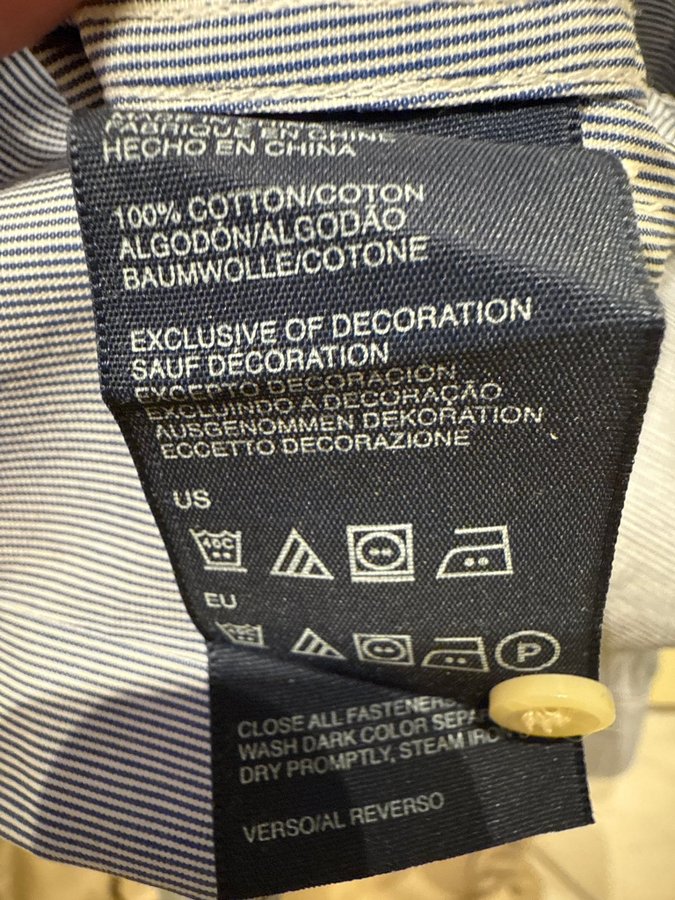 FABRIQUÉ EN CHINE
HECHO EN CHINA
100% COTTON/COTON
ALGODÓN/ALGODÃO
BAUMWOLLE/COTONE
EXCLUSIVE OF DECORATION
SAUF DÉCORATION
EXCEPTO DECORACION
EXCLUINDO A DECORAÇÃO
AUSGENOMMEN DEKORATION
ECCETTO DECORAZIONE
US
40C
EU
P
CLOSE ALL FASTENERS
WASH DARK COLOR
DRY PROMPTLY, STEAM
VERSO/AL REVERSO